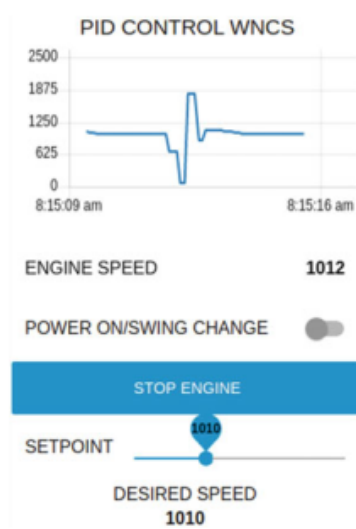 PID CONTROL WNCS
2500
1875
1250
625
0
8:15:09 am 8:15:16 am
ENGINE SPEED 1012
POWER ON/SWING CHANGE
STOP ENGINE
1010
SETPOINT
DESIRED SPEED
1010